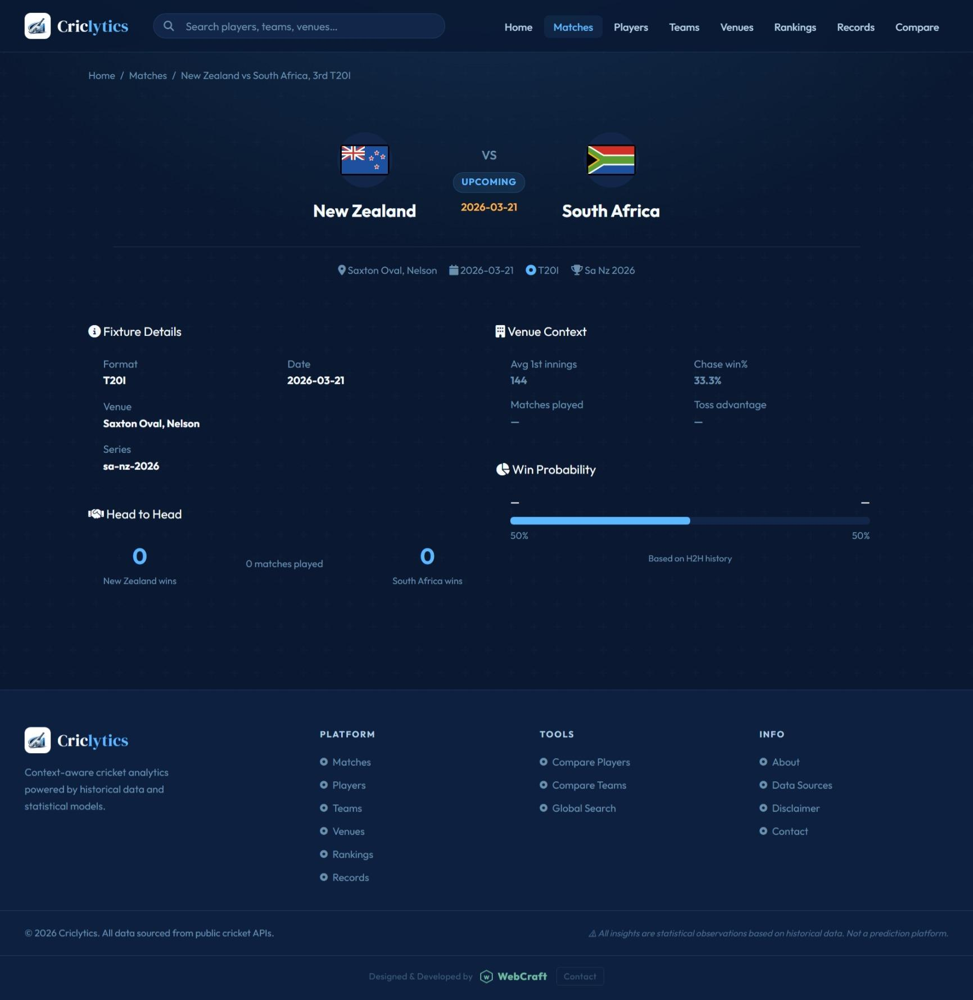 Criclytics
Search players, teams, venues...
Home
Matches
Players
Teams
Venues
Rankings
Records
Compare
Home / Matches / New Zealand vs South Africa, 3rd T20I
VS
UPCOMING
2026-03-21
New Zealand
South Africa
Saxton Oval, Nelson
2026-03-21
T20I
Sa Nz 2026
Fixture Details
Format
T20I
Date
2026-03-21
Venue
Saxton Oval, Nelson
Series
sa-nz-2026
Head to Head
0
New Zealand wins
0 matches played
0
South Africa wins
Venue Context
Avg 1st innings
144
Chase win%
33.3%
Matches played
—
Toss advantage
—
Win Probability
— —
50% 50%
Based on H2H history
Criclytics
Context-aware cricket analytics
powered by historical data and
statistical models.
PLATFORM
Matches
Players
Teams
Venues
Rankings
Records
TOOLS
Compare Players
Compare Teams
Global Search
INFO
About
Data Sources
Disclaimer
Contact
© 2026 Criclytics. All data sourced from public cricket APIs.
⚠ All insights are statistical observations based on historical data. Not a prediction platform.
Designed & Developed by W WebCraft Contact